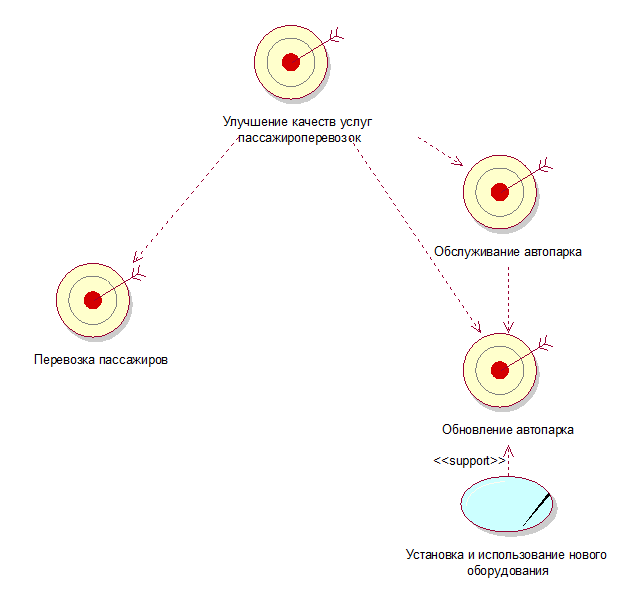 Улучшение качеств услуг
пассажироперевозок
Обслуживание автопарка
Перевозка пассажиров
Обновление автопарка
<<support>>
Установка и использование нового
оборудования